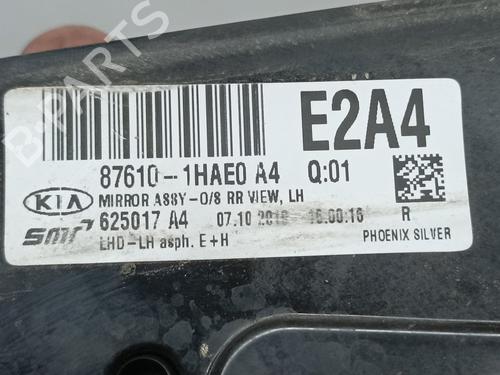 E2A4
87610-1HAE0 A4 Q:01
KIA MIRROR ASSY-O/S RR VIEW, LH
smr 625017 A4 07.10.2018 16:00:16 R
LHD-LH asph. E+H PHOENIX SILVER
B-PARTS